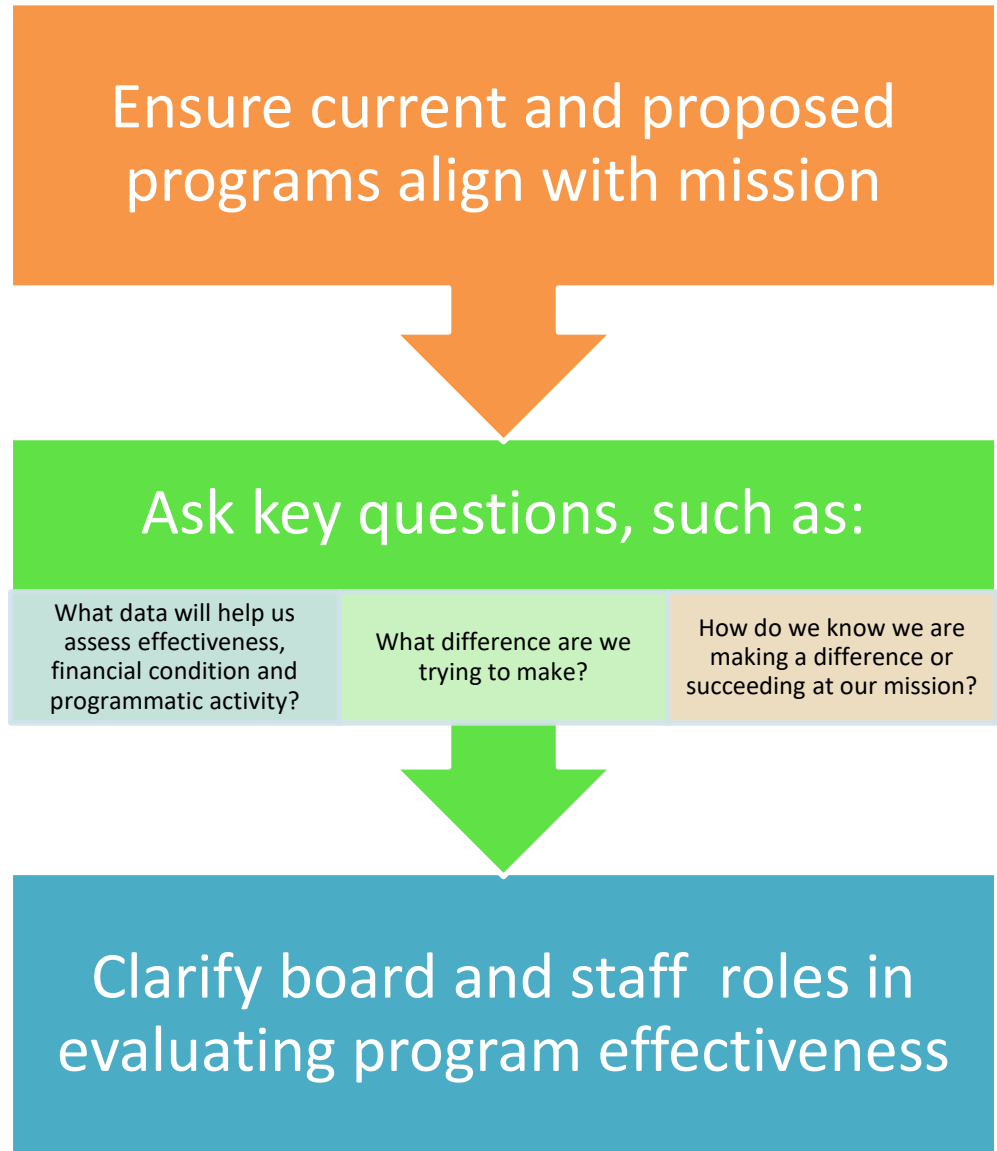 Ensure current and proposed
programs align with mission
Ask key questions, such as:
What data will help us
assess effectiveness,
financial condition and
programmatic activity?
What difference are we
trying to make?
How do we know we are
making a difference or
succeeding at our mission?
Clarify board and staff  roles in
evaluating program effectiveness